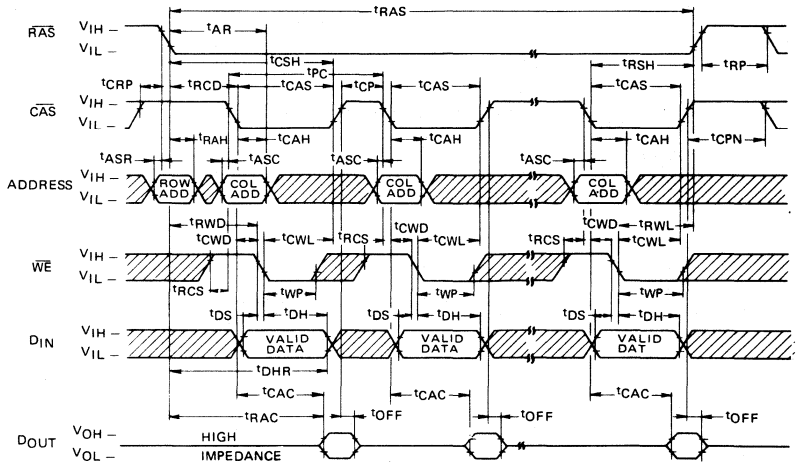 tRAS
RAS VIH
VIL
tAR
tCSH
tPC
tRSH
tRP
tCRP
tRCD
tCAS
tCP
tCAS
tCAS
CAS VIH
VIL
tRAH
tCAH
tCAH
tCAH
tCPN
tASR
tASC
tASC
tASC
ADDRESS VIH
VIL
ROW ADD
COL ADD
COL ADD
COL ADD
tRWD
tCWD
tCWL
tRCS
tCWD
tCWL
tRCS
tCWD
tRWL
tCWL
WE VIH
VIL
tRCS
tWP
tWP
tWP
tDS
tDH
tDS
tDH
tDS
tDH
DIN VIH
VIL
VALID DATA
VALID DATA
VALID DAT
tDHR
tCAC
tCAC
tCAC
tRAC
tOFF
tOFF
tOFF
DOUT VOH
VOL
HIGH
IMPEDANCE